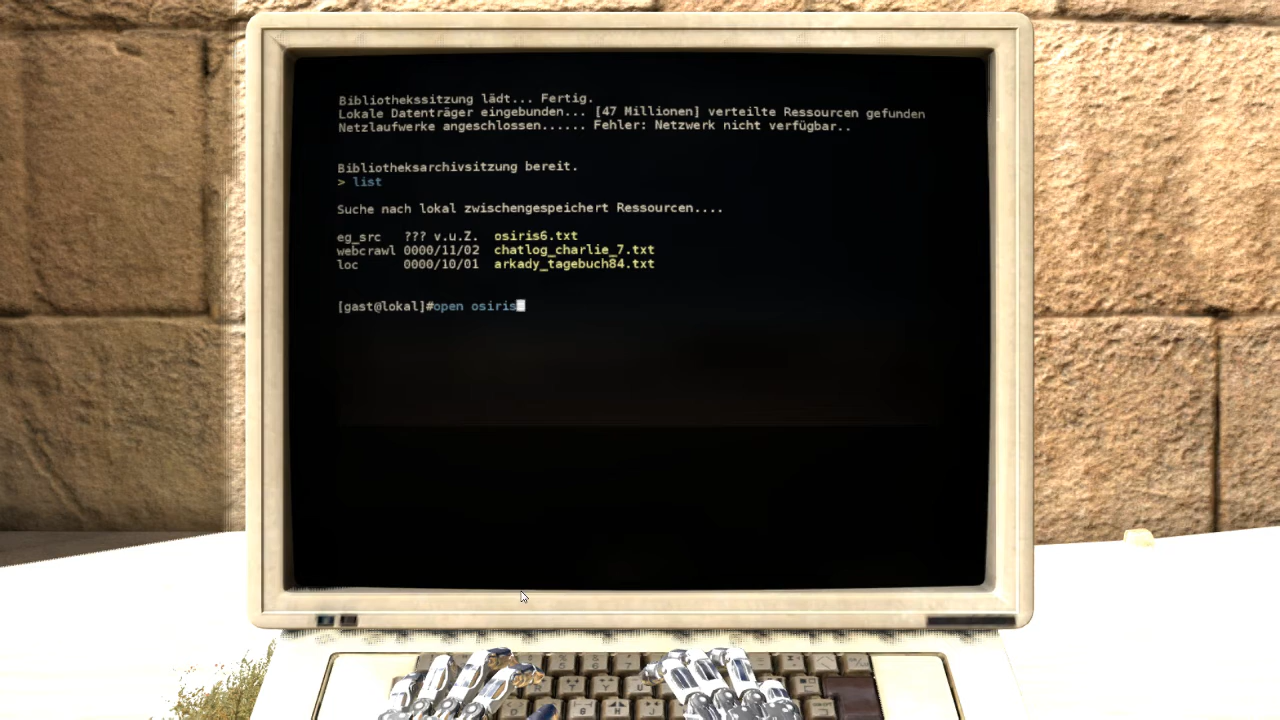 Bibliothekssitzung lädt... Fertig.
Lokale Datenträger eingebunden... [47 Millionen] verteilte Ressourcen gefunden
Netzlaufwerke angeschlossen...... Fehler: Netzwerk nicht verfügbar..
Bibliotheksarchivsitzung bereit.
> list
Suche nach lokal zwischengespeichert Ressourcen....
eg_src ??? v.u.Z. osiris6.txt
webcrawl 0000/11/02 chatlog_charlie_7.txt
loc 0000/10/01 arkady_tagebuch84.txt
[gast@lokal]#open osiris